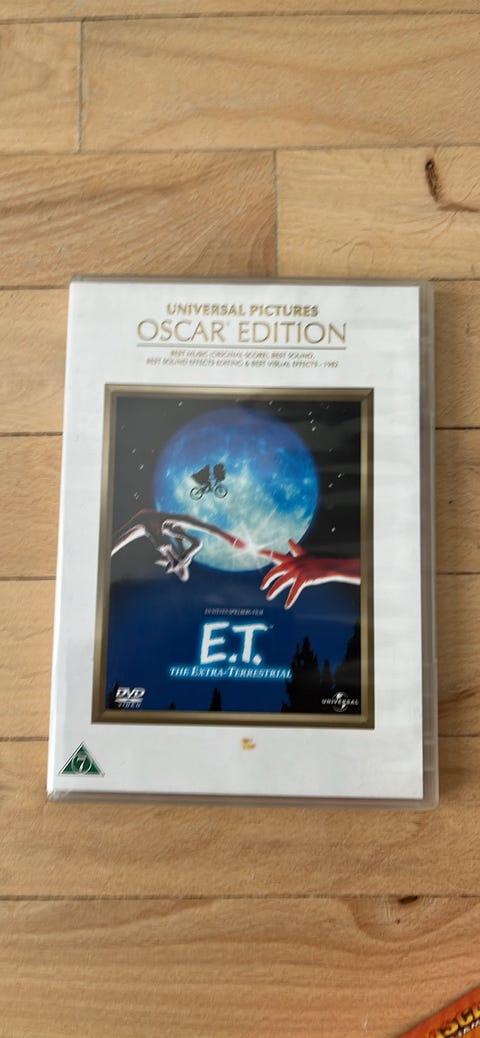 UNIVERSAL PICTURES
OSCAR® EDITION
BEST MUSIC (ORIGINAL SCORE), BEST SOUND,
BEST SOUND EFFECTS EDITING & BEST VISUAL EFFECTS - 1982
E.T.
THE EXTRA-TERRESTRIAL
DVD
VIDEO
UNIVERSAL
7